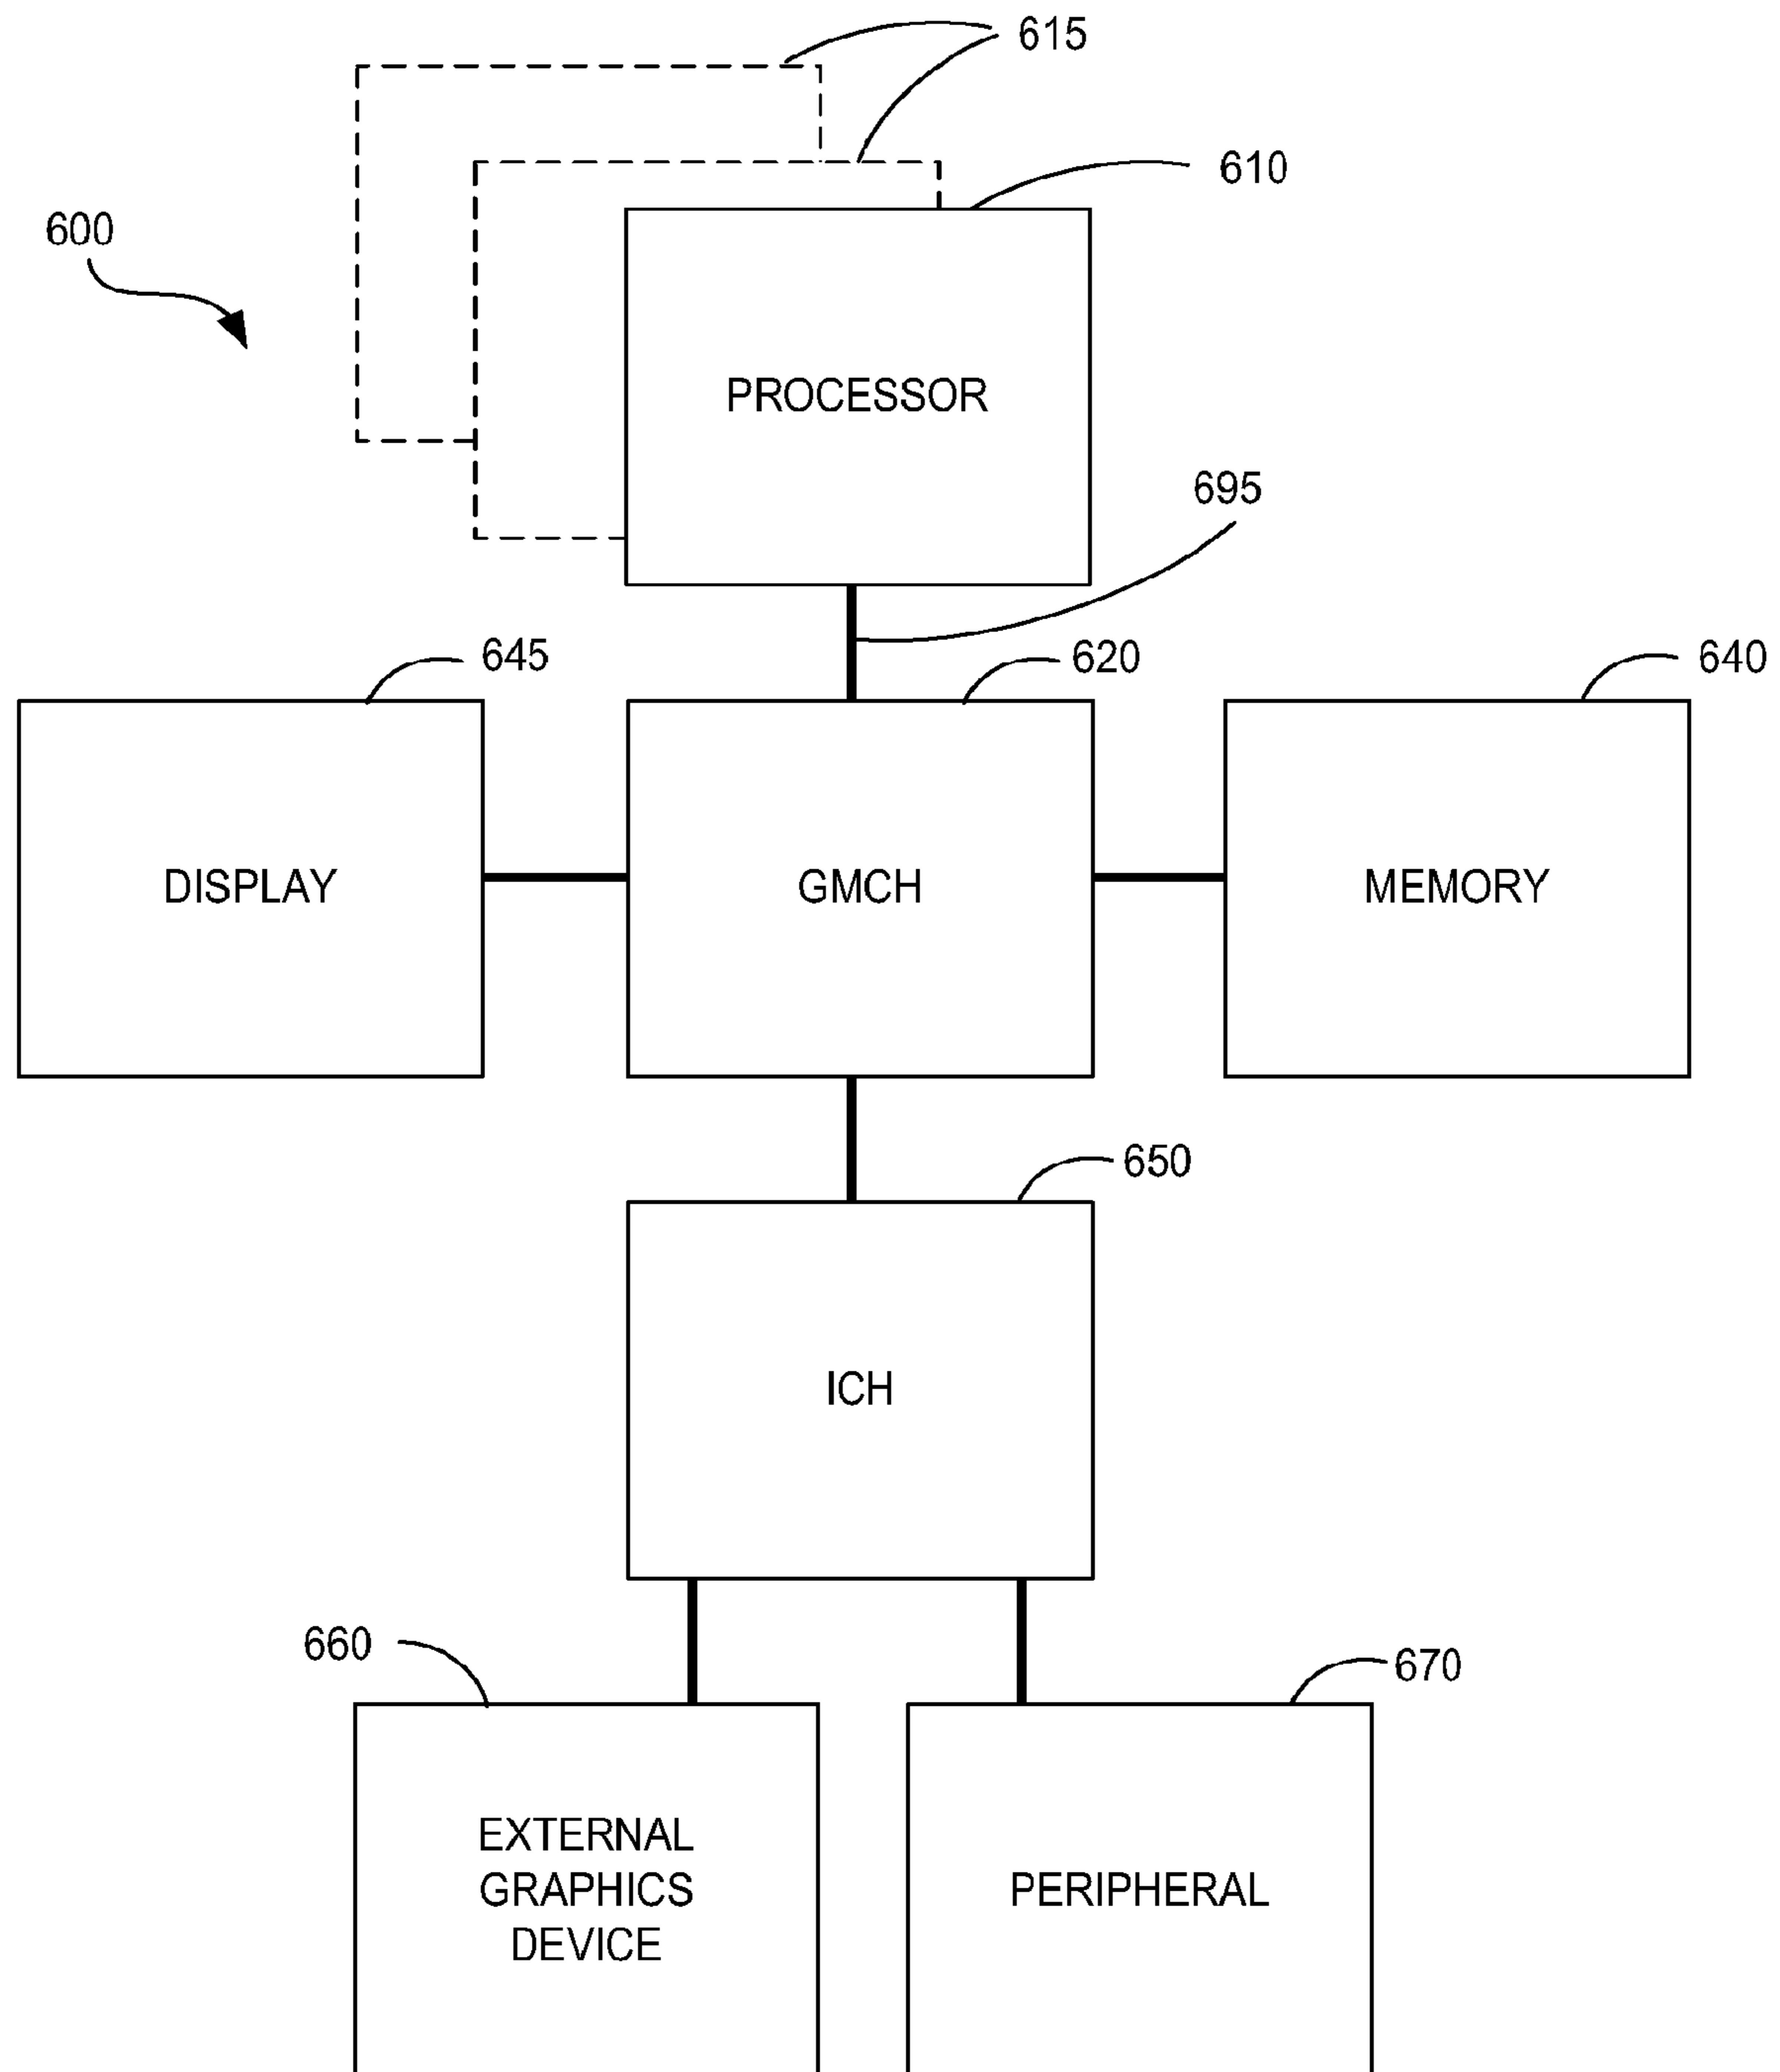 615
610
600
PROCESSOR
695
645
620
640
DISPLAY
GMCH
MEMORY
650
ICH
660
670
EXTERNAL
GRAPHICS
DEVICE
PERIPHERAL